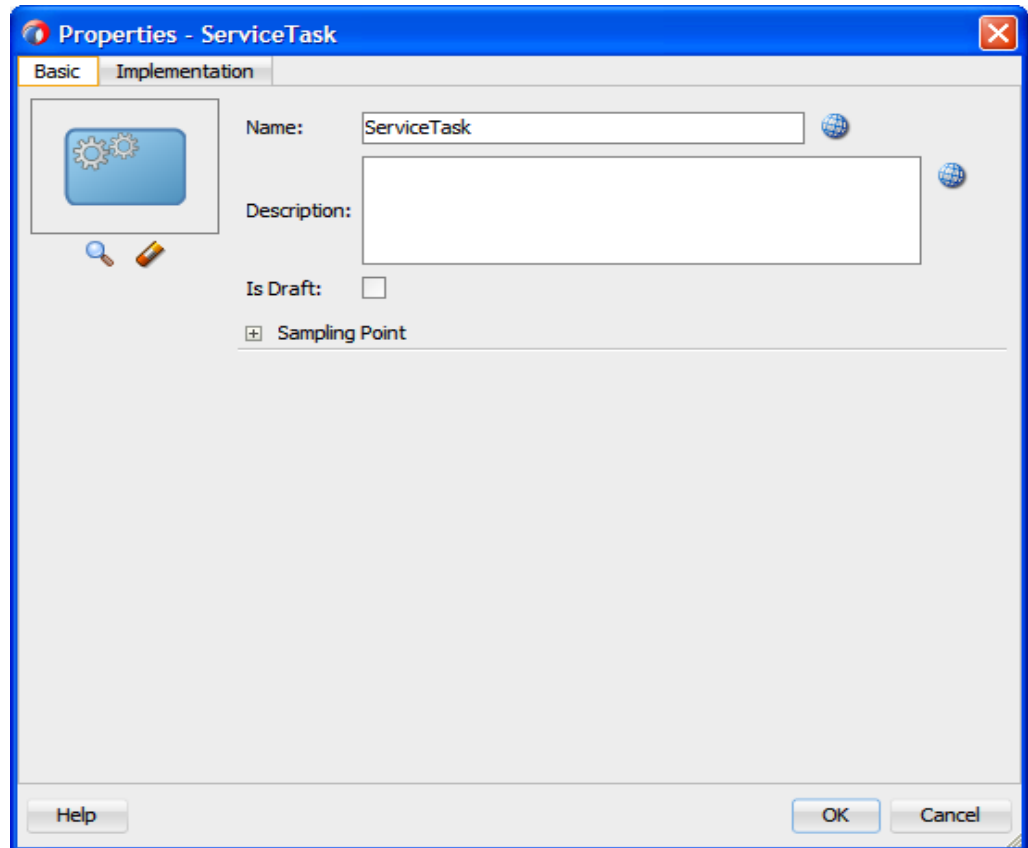 Properties - ServiceTask
Basic Implementation
Name: ServiceTask
Description:
Is Draft:
Sampling Point
Help OK Cancel